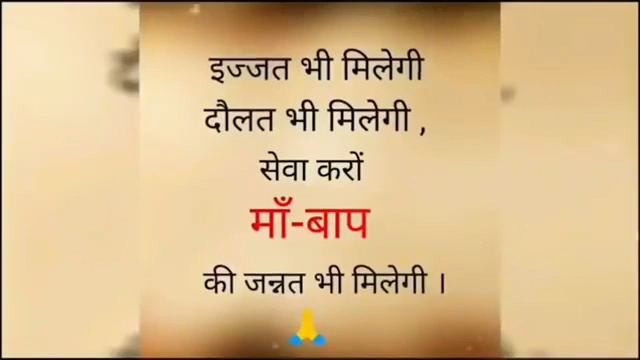 इज्जत भी मिलेगी
दौलत भी मिलेगी ,
सेवा करों
माँ-बाप
की जन्नत भी मिलेगी ।